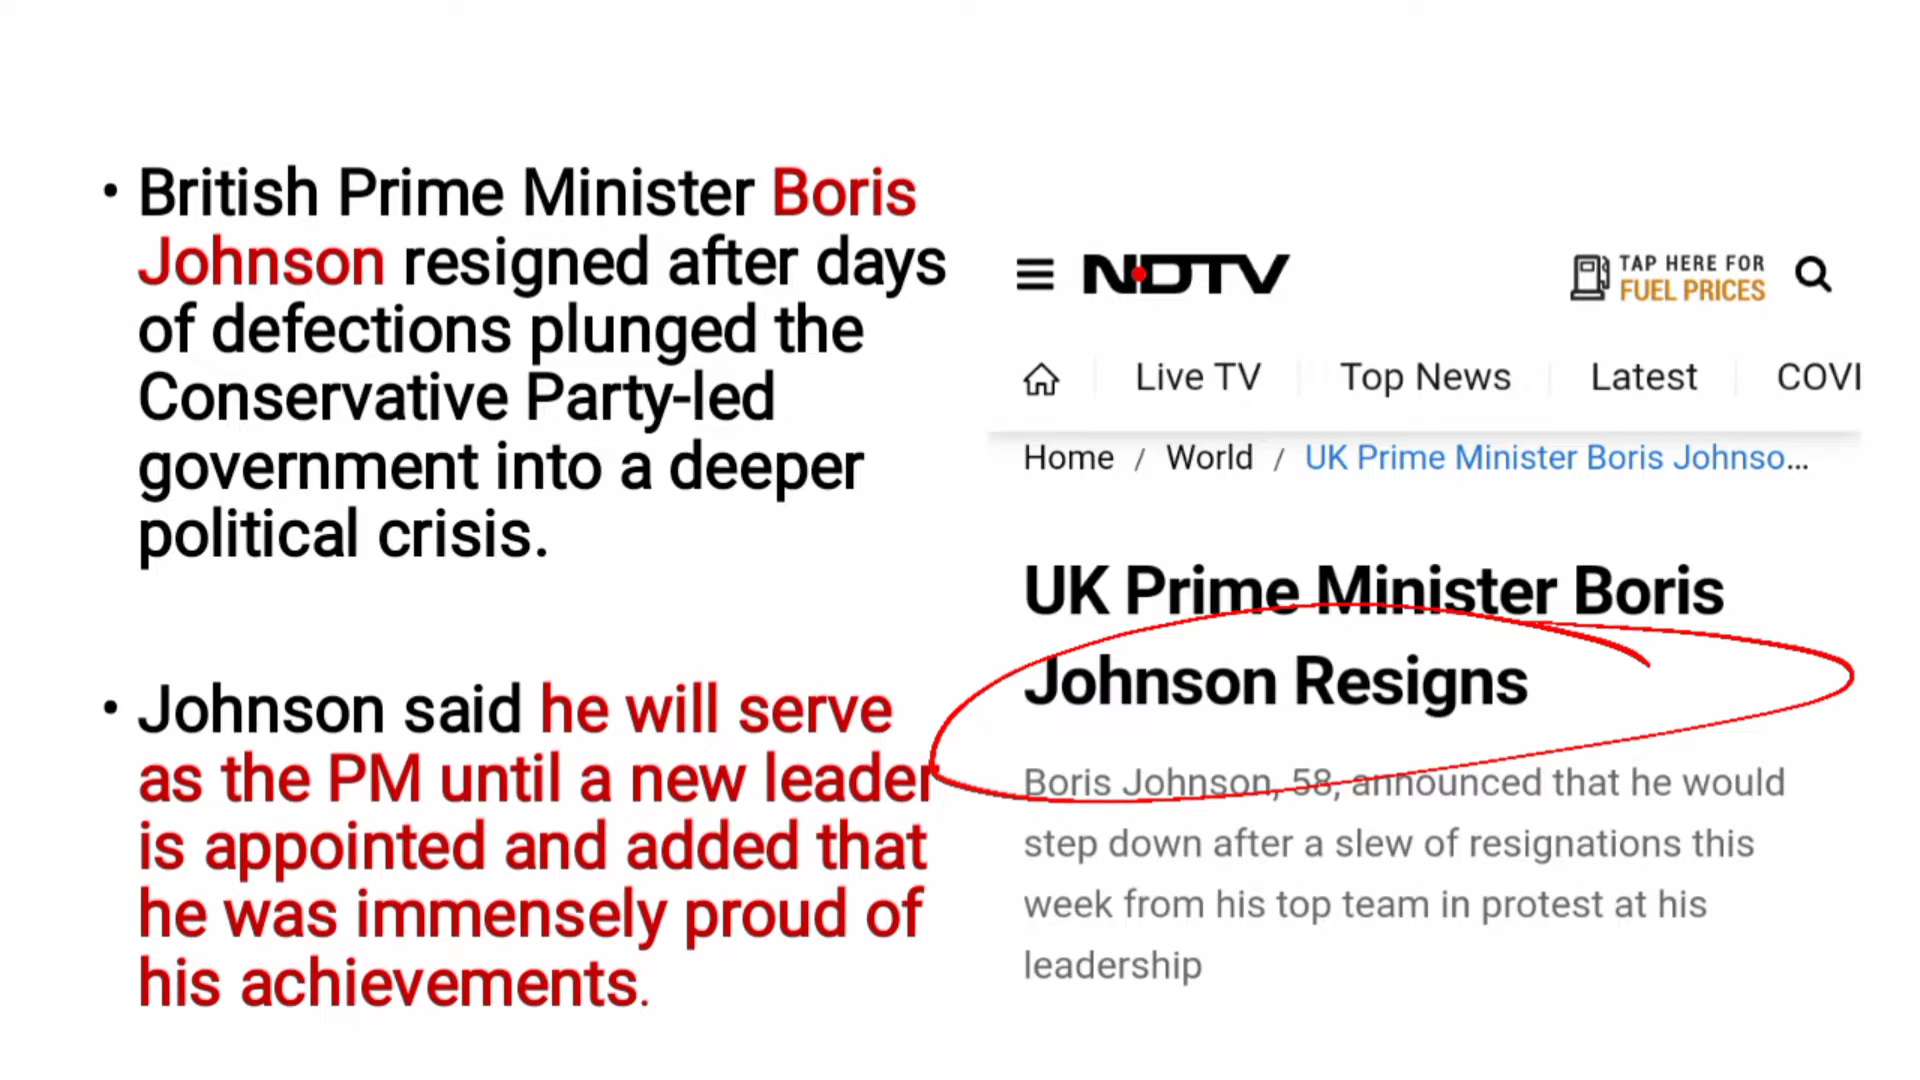 • British Prime Minister Boris
Johnson resigned after days
of defections plunged the
Conservative Party-led
government into a deeper
political crisis.
• Johnson said he will serve
as the PM until a new leader
is appointed and added that
he was immensely proud of
his achievements.
NDTV
TAP HERE FOR
FUEL PRICES
Live TV
Top News
Latest
COVI
Home / World / UK Prime Minister Boris Johnso...
UK Prime Minister Boris
Johnson Resigns
Boris Johnson, 58, announced that he would
step down after a slew of resignations this
week from his top team in protest at his
leadership